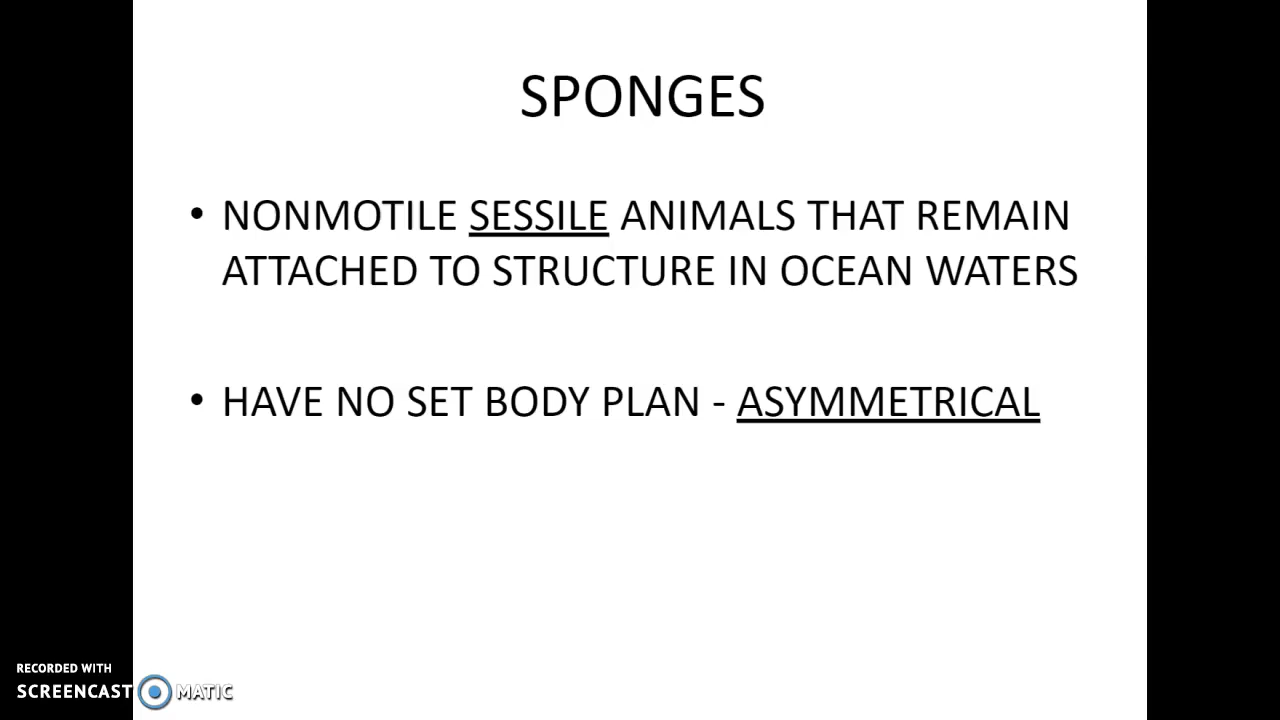 SPONGES
• NONMOTILE SESSILE ANIMALS THAT REMAIN
ATTACHED TO STRUCTURE IN OCEAN WATERS
• HAVE NO SET BODY PLAN - ASYMMETRICAL
RECORDED WITH
SCREENCAST MATIC